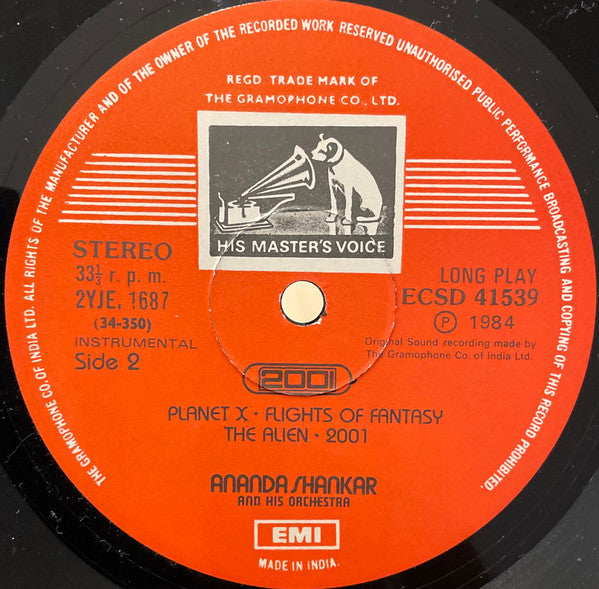 THE GRAMOPHONE CO. OF INDIA LTD. ALL RIGHTS OF THE MANUFACTURER AND OF THE OWNER OF THE RECORDED WORK RESERVED UNAUTHORISED PUBLIC PERFORMANCE BROADCASTING AND COPYING OF THIS RECORD PROHIBITED.
REGD. TRADE MARK OF
THE GRAMOPHONE CO., LTD.
HIS MASTER'S VOICE
STEREO
33⅓ r. p. m.
2YJE. 1687
(34-350)
INSTRUMENTAL
Side 2
LONG PLAY
ECSD 41539
Ⓟ 1984
Original Sound recording made by
The Gramophone Co. of India Ltd.
2001
PLANET X • FLIGHTS OF FANTASY
THE ALIEN • 2001
ANANDA SHANKAR
AND HIS ORCHESTRA
EMI
MADE IN INDIA.